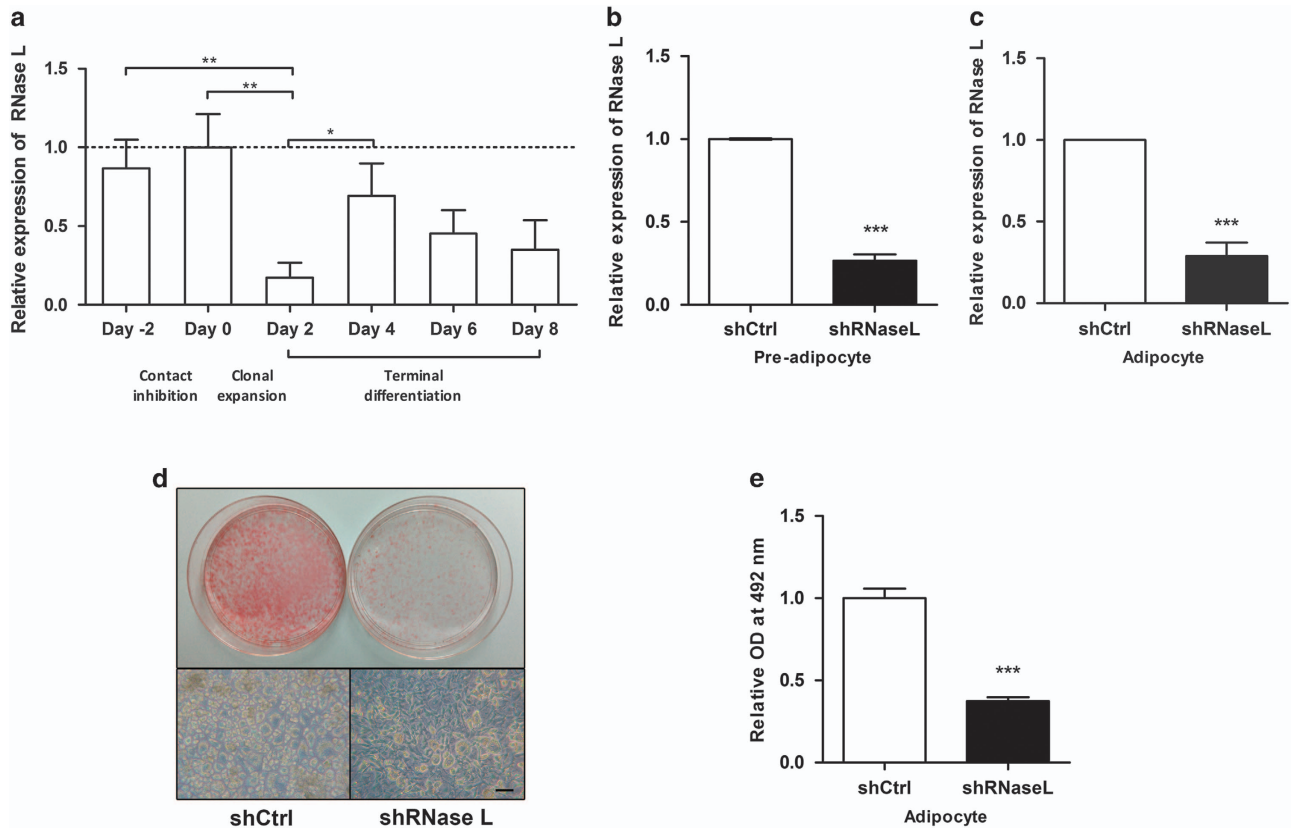 a
Relative expression of RNase L
1.5
1.0
0.5
0.0
**
**
*
Day -2 Day 0 Day 2 Day 4 Day 6 Day 8
Contact inhibition
Clonal expansion
Terminal differentiation
b
Relative expression of RNase L
1.5
1.0
0.5
0.0
***
shCtrl shRNaseL
Pre-adipocyte
c
Relative expression of RNase L
1.5
1.0
0.5
0.0
***
shCtrl shRNaseL
Adipocyte
d
shCtrl shRNase L
e
Relative OD at 492 nm
1.5
1.0
0.5
0.0
***
shCtrl shRNaseL
Adipocyte